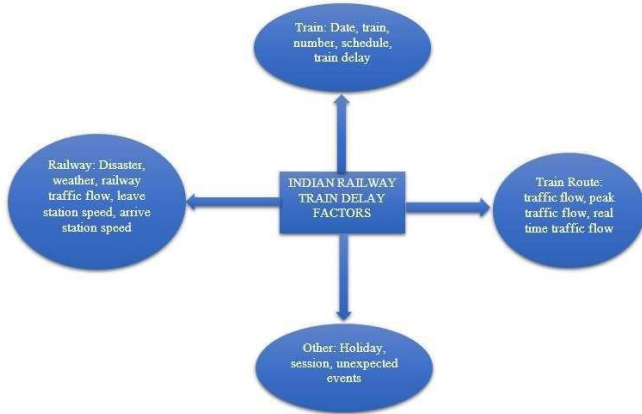 Train: Date, train,
number, schedule,
train delay
Railway: Disaster,
weather, railway
traffic flow, leave
station speed, arrive
station speed
INDIAN RAILWAY
TRAIN DELAY
FACTORS
Train Route:
traffic flow, peak
traffic flow, real
time traffic flow
Other: Holiday,
session, unexpected
events